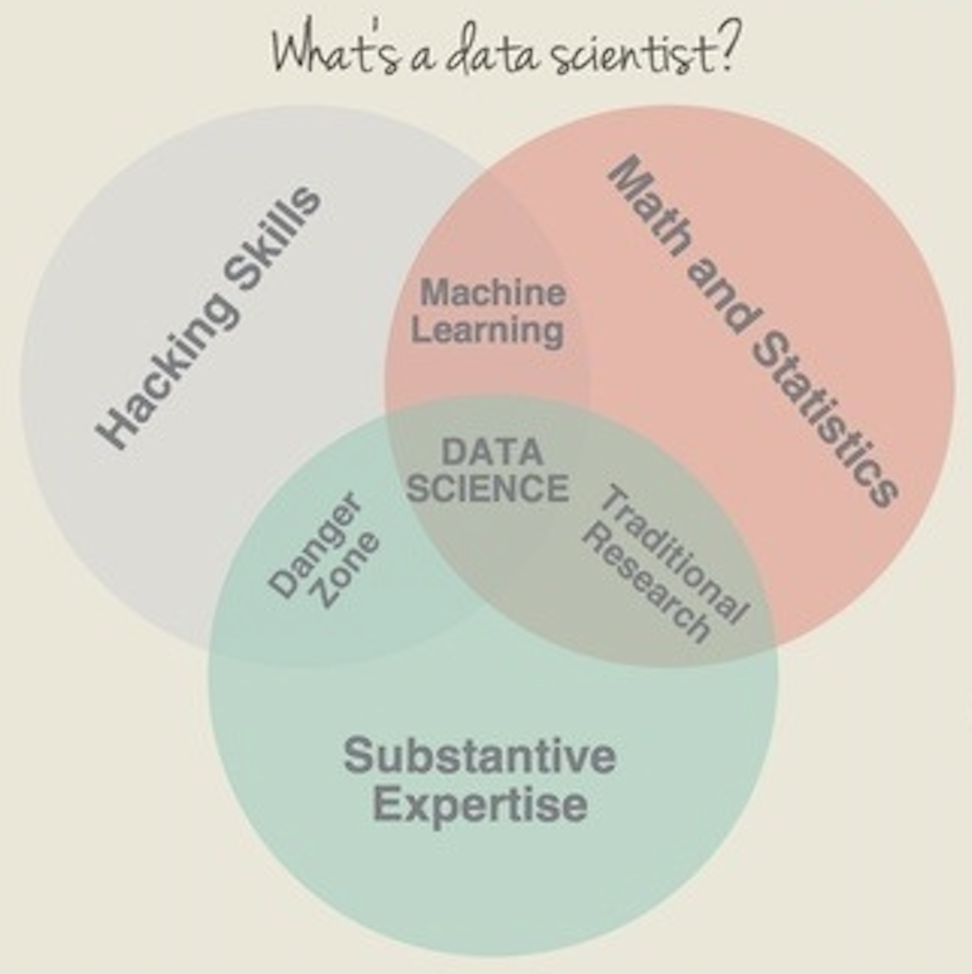 What's a data scientist?
Hacking Skills
Math and Statistics
Machine
Learning
DATA
SCIENCE
Danger
Zone
Traditional
Research
Substantive
Expertise